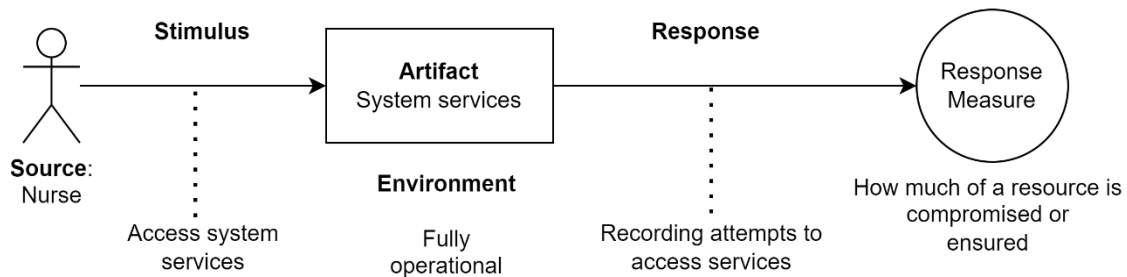 Stimulus
Response
Artifact
System services
Response
Measure
Source:
Nurse
Environment
Access system
services
Fully
operational
Recording attempts to
access services
How much of a resource is
compromised or
ensured